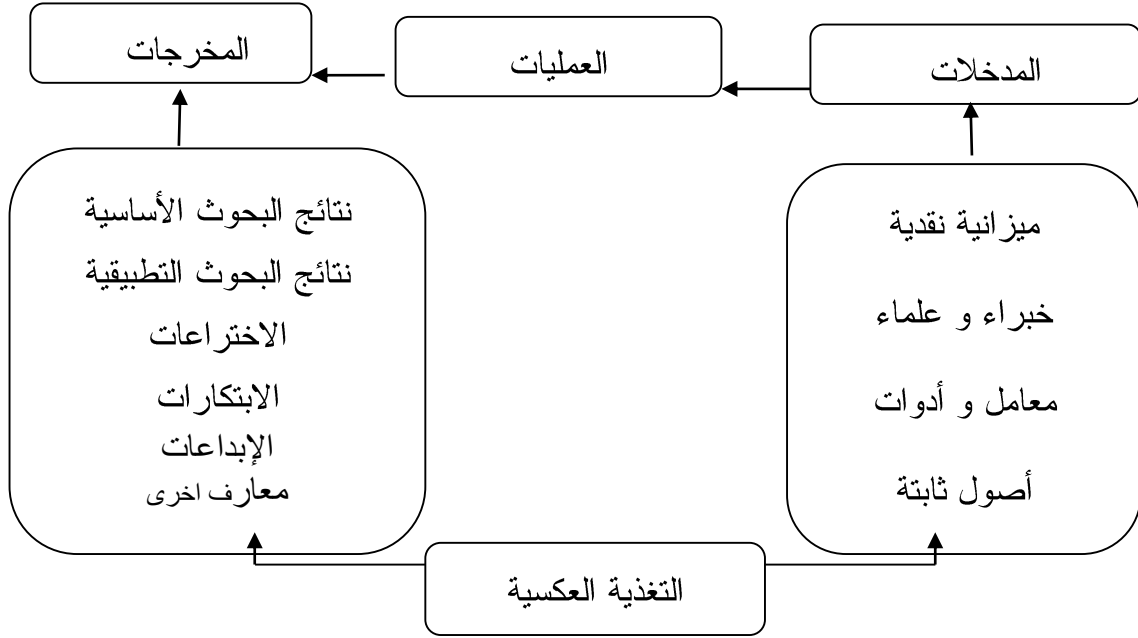 المدخلات
العمليات
المخرجات
ميزانية نقدية
خبراء و علماء
معامل و أدوات
أصول ثابتة
نتائج البحوث الأساسية
نتائج البحوث التطبيقية
الاختراعات
الابتكارات
الإبداعات
معارف اخرى
التغذية العكسية